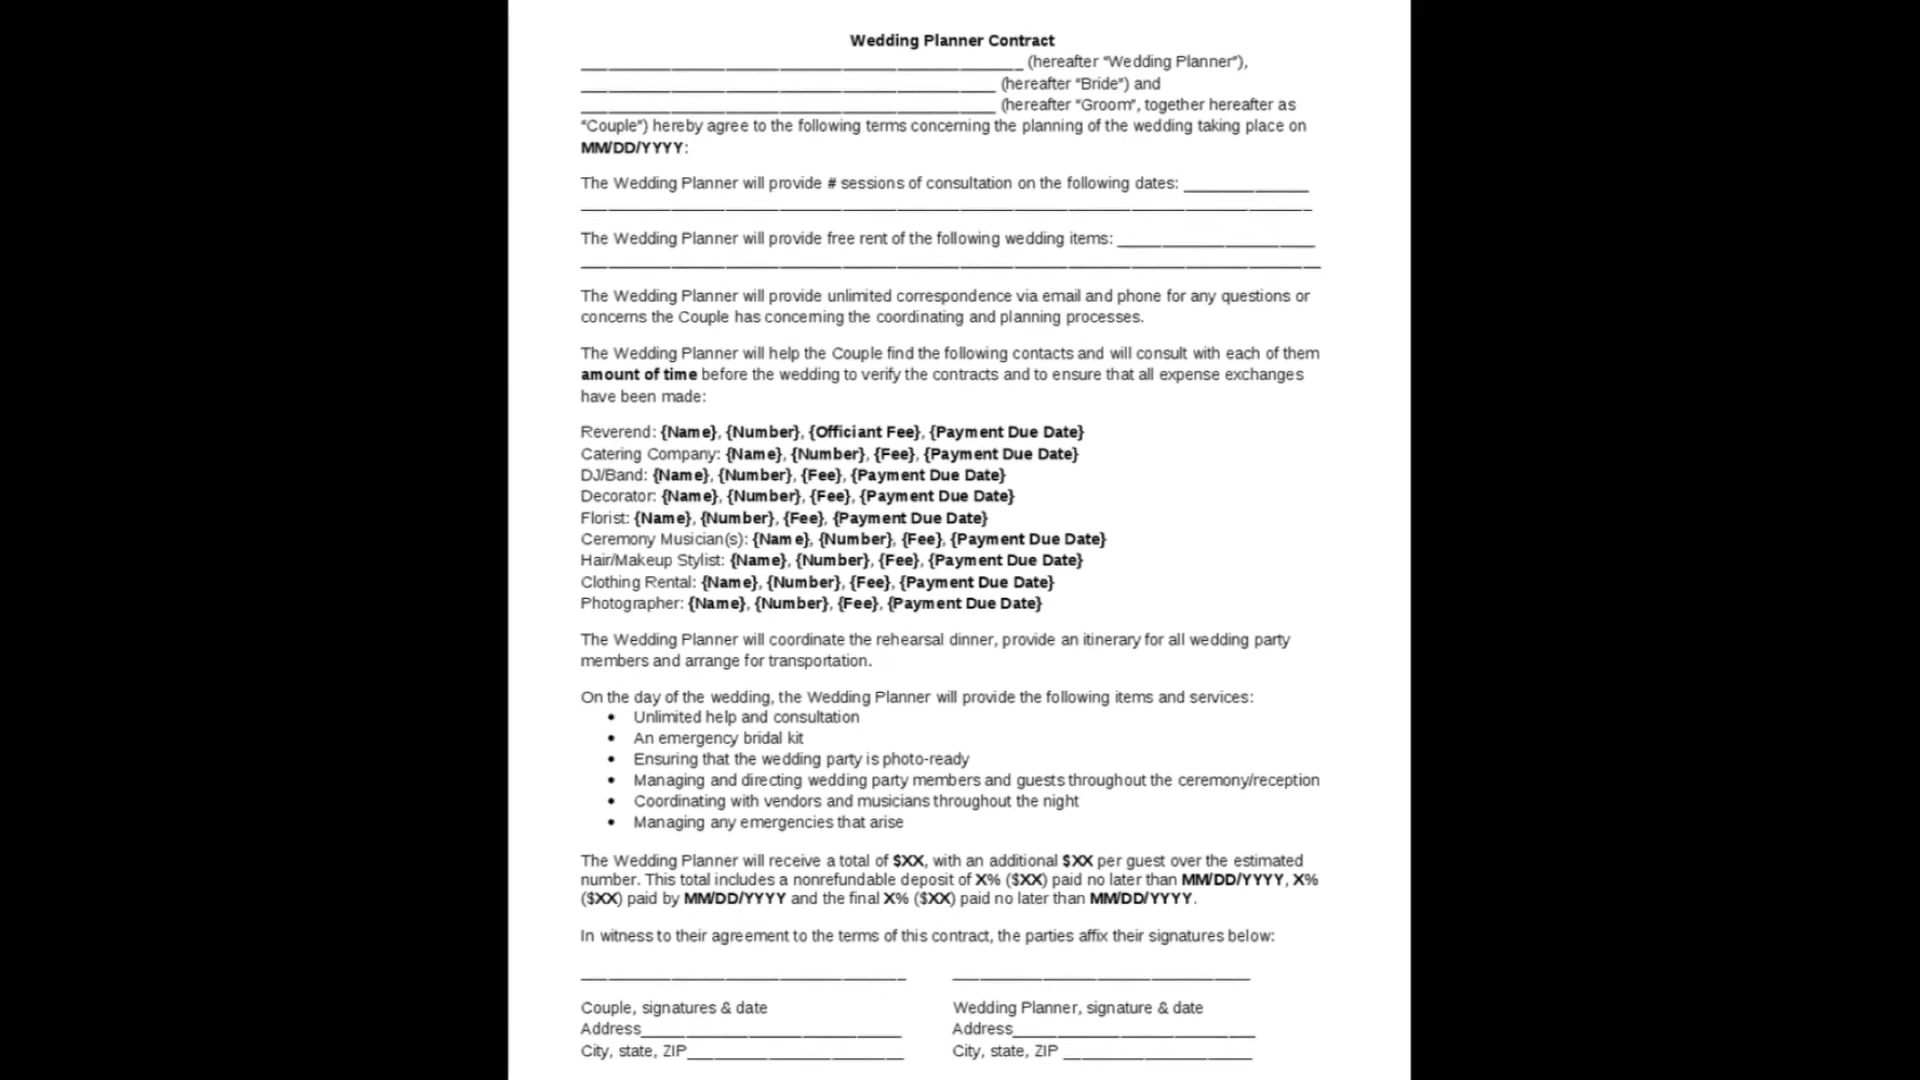 Wedding Planner Contract
_________________________________________________ (hereafter “Wedding Planner”),
______________________________________________ (hereafter “Bride”) and
______________________________________________ (hereafter “Groom”, together hereafter as
“Couple”) hereby agree to the following terms concerning the planning of the wedding taking place on
MM/DD/YYYY:
The Wedding Planner will provide # sessions of consultation on the following dates: ______________
_________________________________________________________________________________
The Wedding Planner will provide free rent of the following wedding items: ______________________
__________________________________________________________________________________
The Wedding Planner will provide unlimited correspondence via email and phone for any questions or
concerns the Couple has concerning the coordinating and planning processes.
The Wedding Planner will help the Couple find the following contacts and will consult with each of them
amount of time before the wedding to verify the contracts and to ensure that all expense exchanges
have been made:
Reverend: {Name}, {Number}, {Officiant Fee}, {Payment Due Date}
Catering Company: {Name}, {Number}, {Fee}, {Payment Due Date}
DJ/Band: {Name}, {Number}, {Fee}, {Payment Due Date}
Decorator: {Name}, {Number}, {Fee}, {Payment Due Date}
Florist: {Name}, {Number}, {Fee}, {Payment Due Date}
Ceremony Musician(s): {Name}, {Number}, {Fee}, {Payment Due Date}
Hair/Makeup Stylist: {Name}, {Number}, {Fee}, {Payment Due Date}
Clothing Rental: {Name}, {Number}, {Fee}, {Payment Due Date}
Photographer: {Name}, {Number}, {Fee}, {Payment Due Date}
The Wedding Planner will coordinate the rehearsal dinner, provide an itinerary for all wedding party
members and arrange for transportation.
On the day of the wedding, the Wedding Planner will provide the following items and services:
• Unlimited help and consultation
• An emergency bridal kit
• Ensuring that the wedding party is photo-ready
• Managing and directing wedding party members and guests throughout the ceremony/reception
• Coordinating with vendors and musicians throughout the night
• Managing any emergencies that arise
The Wedding Planner will receive a total of $XX, with an additional $XX per guest over the estimated
number. This total includes a nonrefundable deposit of X% ($XX) paid no later than MM/DD/YYYY, X%
($XX) paid by MM/DD/YYYY and the final X% ($XX) paid no later than MM/DD/YYYY.
In witness to their agreement to the terms of this contract, the parties affix their signatures below:
____________________________________ _________________________________
Couple, signatures & date Wedding Planner, signature & date
Address_____________________________ Address___________________________
City, state, ZIP________________________ City, state, ZIP _____________________